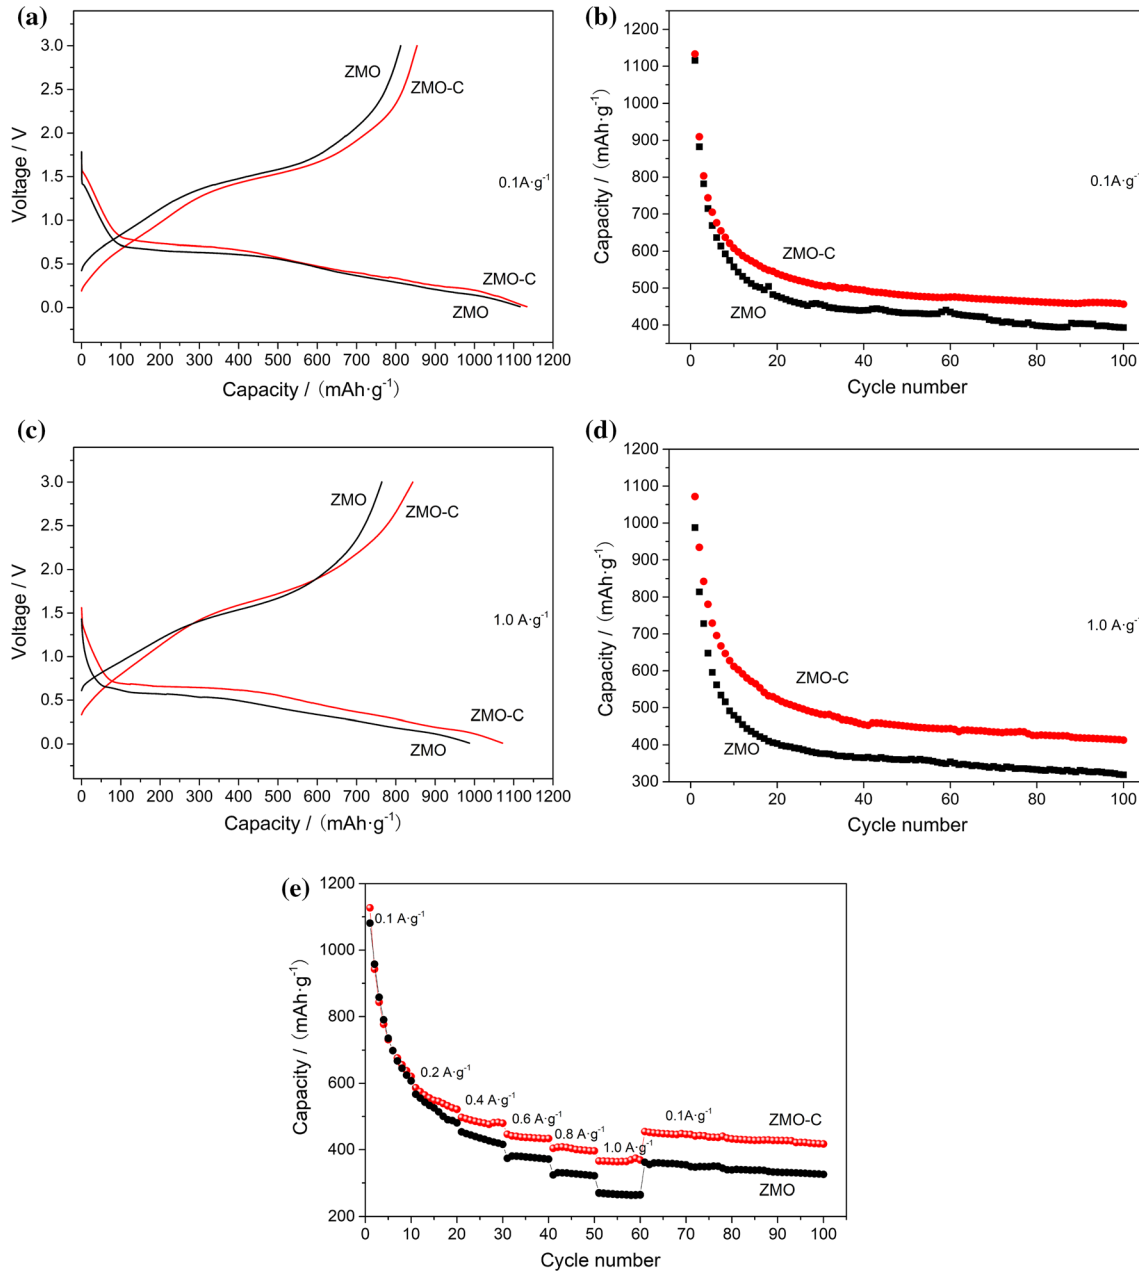 (a)
3.0
2.5
2.0
1.5
1.0
0.5
0.0
Voltage / V
ZMO
ZMO-C
0.1A·g⁻¹
ZMO-C
ZMO
0 100 200 300 400 500 600 700 800 900 1000 1100 1200
Capacity /（mAh·g⁻¹）
(b)
1200
1100
1000
900
800
700
600
500
400
Capacity /（mAh·g⁻¹）
0.1A·g⁻¹
ZMO-C
ZMO
0 20 40 60 80 100
Cycle number
(c)
3.0
2.5
2.0
1.5
1.0
0.5
0.0
Voltage / V
ZMO
ZMO-C
1.0 A·g⁻¹
ZMO-C
ZMO
0 100 200 300 400 500 600 700 800 900 1000 1100 1200
Capacity /（mAh·g⁻¹）
(d)
1200
1100
1000
900
800
700
600
500
400
300
Capacity /（mAh·g⁻¹）
1.0 A·g⁻¹
ZMO-C
ZMO
0 20 40 60 80 100
Cycle number
(e)
1200
1000
800
600
400
200
Capacity /（mAh·g⁻¹）
0.1 A·g⁻¹
0.2 A·g⁻¹
0.4 A·g⁻¹
0.6 A·g⁻¹
0.8 A·g⁻¹
1.0 A·g⁻¹
0.1A·g⁻¹
ZMO-C
ZMO
0 10 20 30 40 50 60 70 80 90 100
Cycle number